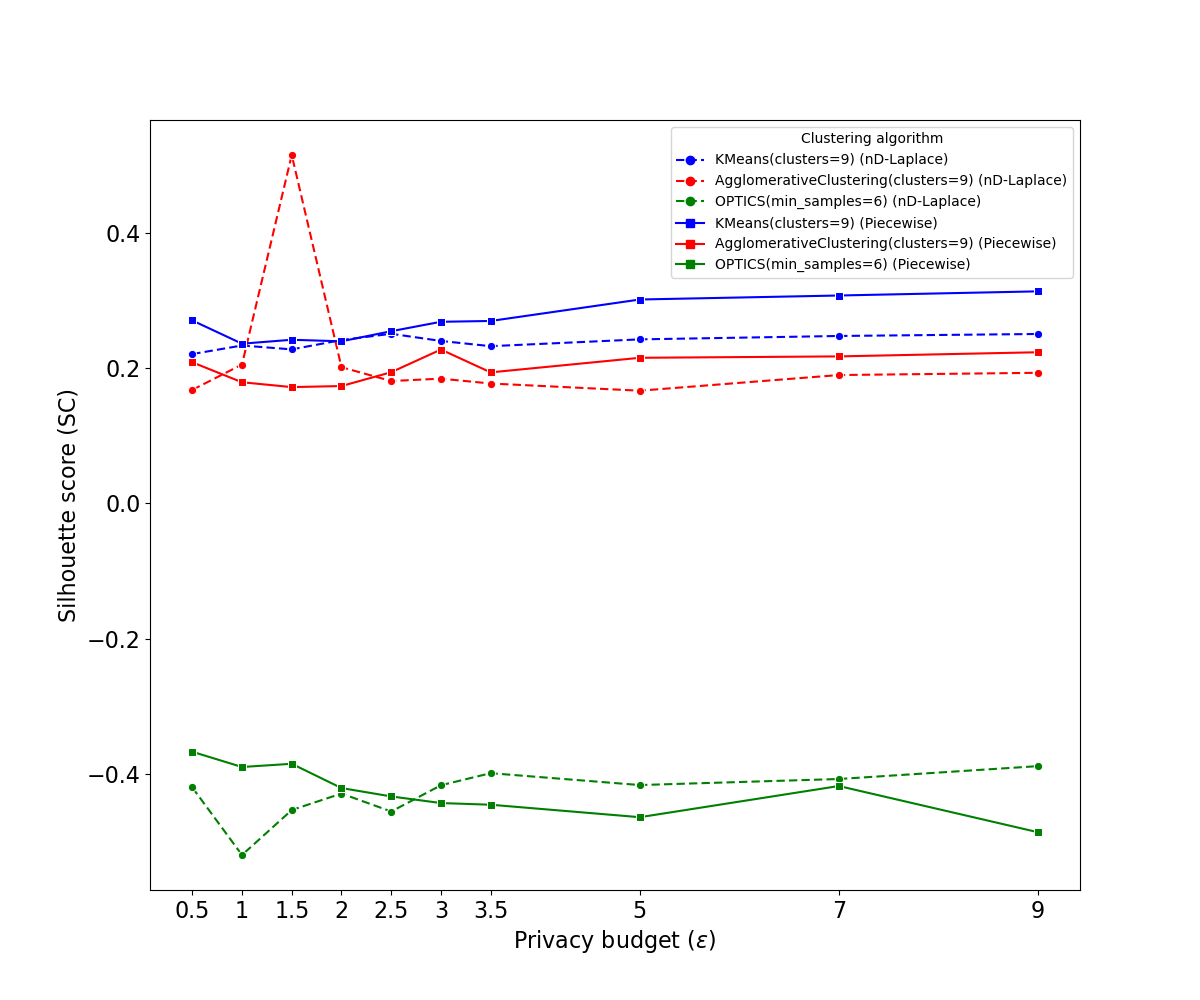 Clustering algorithm
KMeans(clusters=9) (nD-Laplace)
AgglomerativeClustering(clusters=9) (nD-Laplace)
OPTICS(min_samples=6) (nD-Laplace)
KMeans(clusters=9) (Piecewise)
AgglomerativeClustering(clusters=9) (Piecewise)
OPTICS(min_samples=6) (Piecewise)
Silhouette score (SC)
0.4
0.2
0.0
−0.2
−0.4
0.5 1 1.5 2 2.5 3 3.5 5 7 9
Privacy budget (ε)